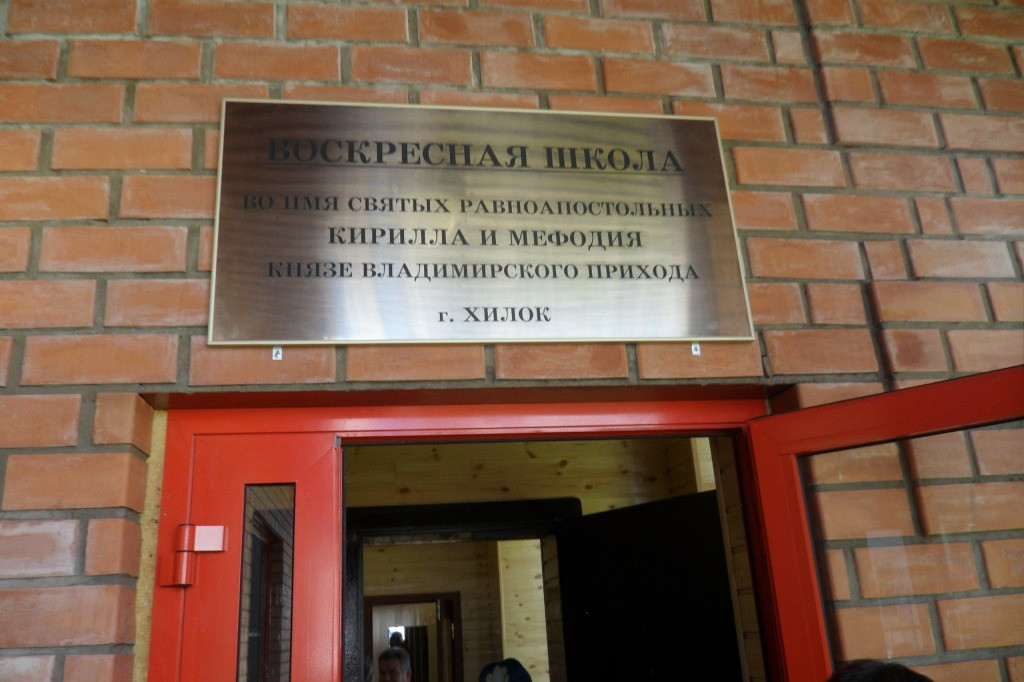 ВОСКРЕСНАЯ ШКОЛА
ВО ИМЯ СВЯТЫХ РАВНОАПОСТОЛЬНЫХ
КИРИЛЛА И МЕФОДИЯ
КНЯЗЕ ВЛАДИМИРСКОГО ПРИХОДА
г. ХИЛОК